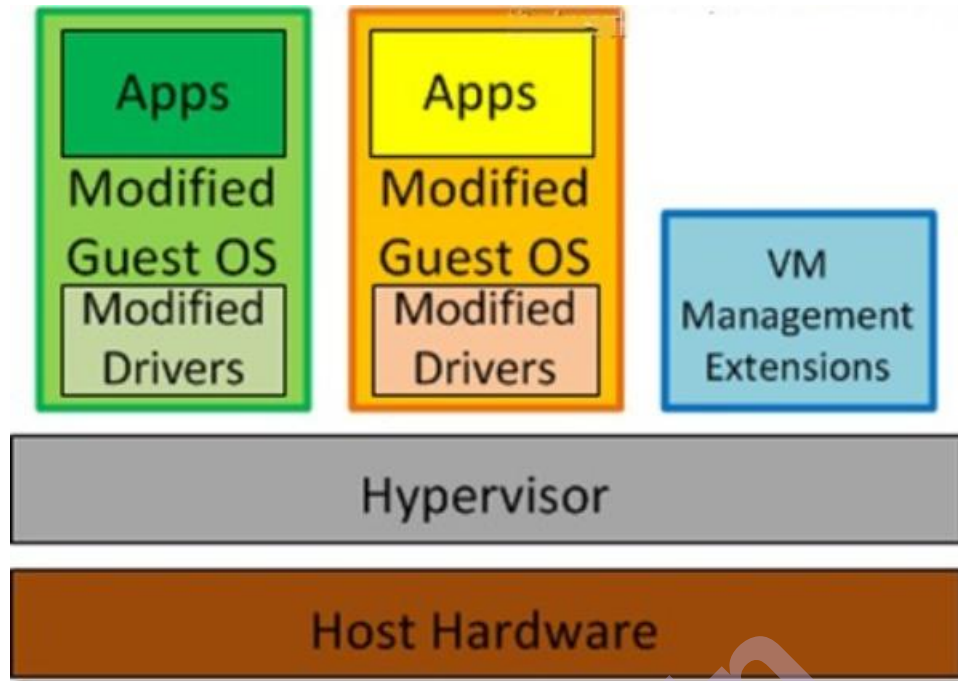 Apps
Modified
Guest OS
Modified
Drivers
Apps
Modified
Guest OS
Modified
Drivers
VM
Management
Extensions
Hypervisor
Host Hardware